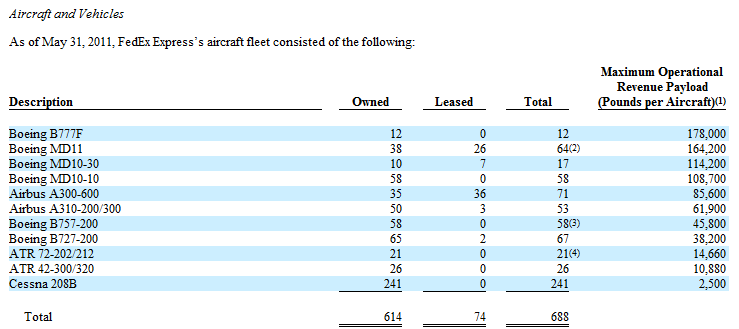 Aircraft and Vehicles
As of May 31, 2011, FedEx Express’s aircraft fleet consisted of the following:
Maximum Operational
Revenue Payload
Description Owned Leased Total (Pounds per Aircraft)(1)
Boeing B777F 12 0 12 178,000
Boeing MD11 38 26 64(2) 164,200
Boeing MD10-30 10 7 17 114,200
Boeing MD10-10 58 0 58 108,700
Airbus A300-600 35 36 71 85,600
Airbus A310-200/300 50 3 53 61,900
Boeing B757-200 58 0 58(3) 45,800
Boeing B727-200 65 2 67 38,200
ATR 72-202/212 21 0 21(4) 14,660
ATR 42-300/320 26 0 26 10,880
Cessna 208B 241 0 241 2,500
Total 614 74 688